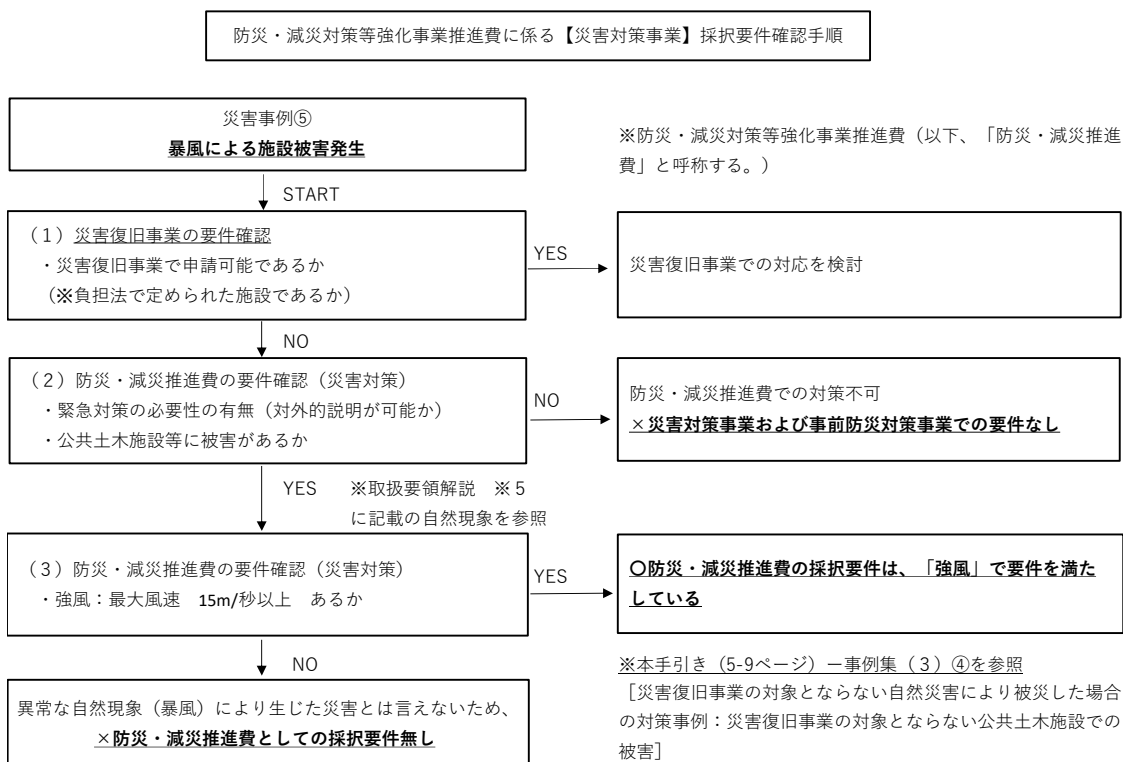 防災・減災対策等強化事業推進費に係る【災害対策事業】採択要件確認手順
災害事例⑤
暴風による施設被害発生
※防災・減災対策等強化事業推進費（以下、「防災・減災推進
費」と呼称する。）
START
（１）災害復旧事業の要件確認
・災害復旧事業で申請可能であるか
（※負担法で定められた施設であるか）
YES
災害復旧事業での対応を検討
NO
（２）防災・減災推進費の要件確認（災害対策）
・緊急対策の必要性の有無（対外的説明が可能か）
・公共土木施設等に被害があるか
NO
防災・減災推進費での対策不可
×災害対策事業および事前防災対策事業での要件なし
YES　※取扱要領解説　※５
に記載の自然現象を参照
（３）防災・減災推進費の要件確認（災害対策）
・強風：最大風速　15m/秒以上　あるか
YES
〇防災・減災推進費の採択要件は、「強風」で要件を満た
している
NO
※本手引き（5-9ページ）ー事例集（３）④を参照
［災害復旧事業の対象とならない自然災害により被災した場合
の対策事例：災害復旧事業の対象とならない公共土木施設での
被害］
異常な自然現象（暴風）により生じた災害とは言えないため、
×防災・減災推進費としての採択要件無し